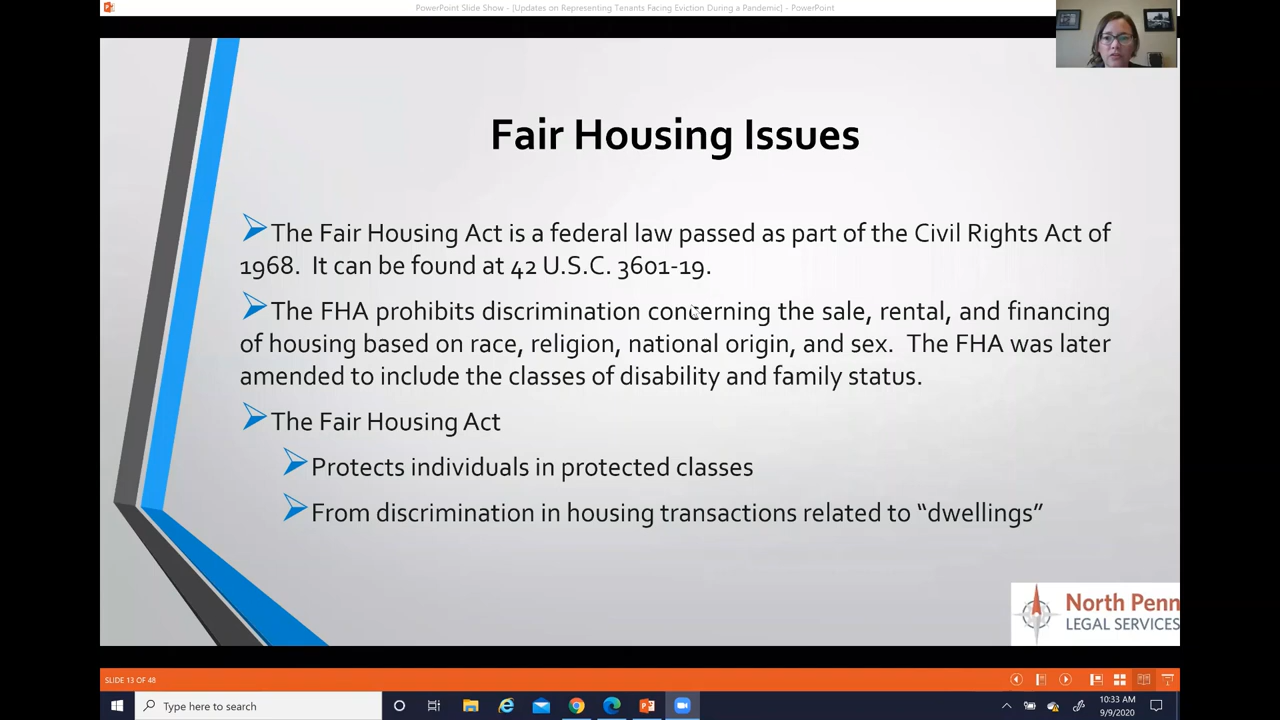 PowerPoint Slide Show - [Updates on Representing Tenants Facing Eviction During a Pandemic] - PowerPoint
Fair Housing Issues
The Fair Housing Act is a federal law passed as part of the Civil Rights Act of
1968. It can be found at 42 U.S.C. 3601-19.
The FHA prohibits discrimination concerning the sale, rental, and financing
of housing based on race, religion, national origin, and sex. The FHA was later
amended to include the classes of disability and family status.
The Fair Housing Act
Protects individuals in protected classes
From discrimination in housing transactions related to “dwellings”
North Penn
LEGAL SERVICES
SLIDE 13 OF 48
Type here to search
10:33 AM
9/9/2020